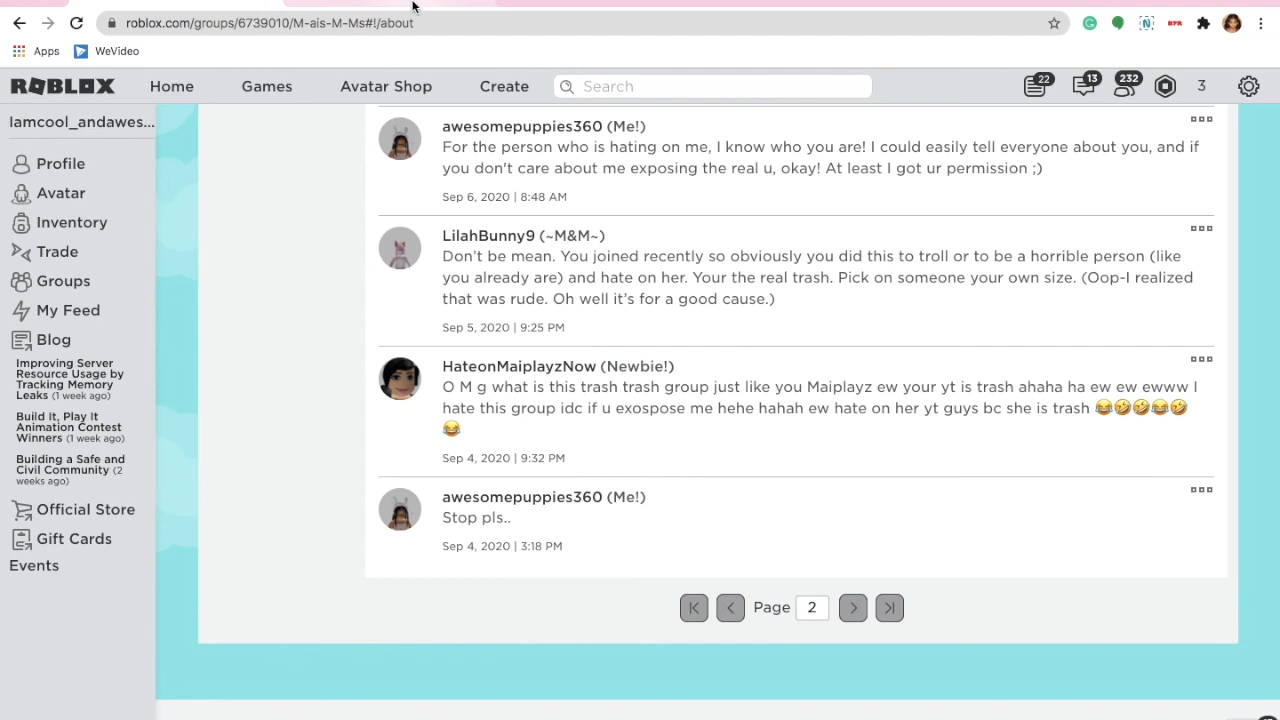 roblox.com/groups/6739010/M-ais-M-Ms#!/about
Apps
WeVideo
ROBLOX
Home
Games
Avatar Shop
Create
Search
22
13
232
3
Iamcool_andawes...
Profile
Avatar
Inventory
Trade
Groups
My Feed
Blog
Improving Server
Resource Usage by
Tracking Memory
Leaks (1 week ago)
Build It, Play It
Animation Contest
Winners (1 week ago)
Building a Safe and
Civil Community (2
weeks ago)
Official Store
Gift Cards
Events
awesomepuppies360 (Me!)
For the person who is hating on me, I know who you are! I could easily tell everyone about you, and if
you don't care about me exposing the real u, okay! At least I got ur permission ;)
Sep 6, 2020 | 8:48 AM
LilahBunny9 (~M&M~)
Don't be mean. You joined recently so obviously you did this to troll or to be a horrible person (like
you already are) and hate on her. Your the real trash. Pick on someone your own size. (Oop-I realized
that was rude. Oh well it's for a good cause.)
Sep 5, 2020 | 9:25 PM
HateonMaiplayzNow (Newbie!)
O M g what is this trash trash group just like you Maiplayz ew your yt is trash ahaha ha ew ew ewww I
hate this group idc if u exospose me hehe hahah ew hate on her yt guys bc she is trash 😂🤣🤣😂🤣
😂
Sep 4, 2020 | 9:32 PM
awesomepuppies360 (Me!)
Stop pls..
Sep 4, 2020 | 3:18 PM
Page 2